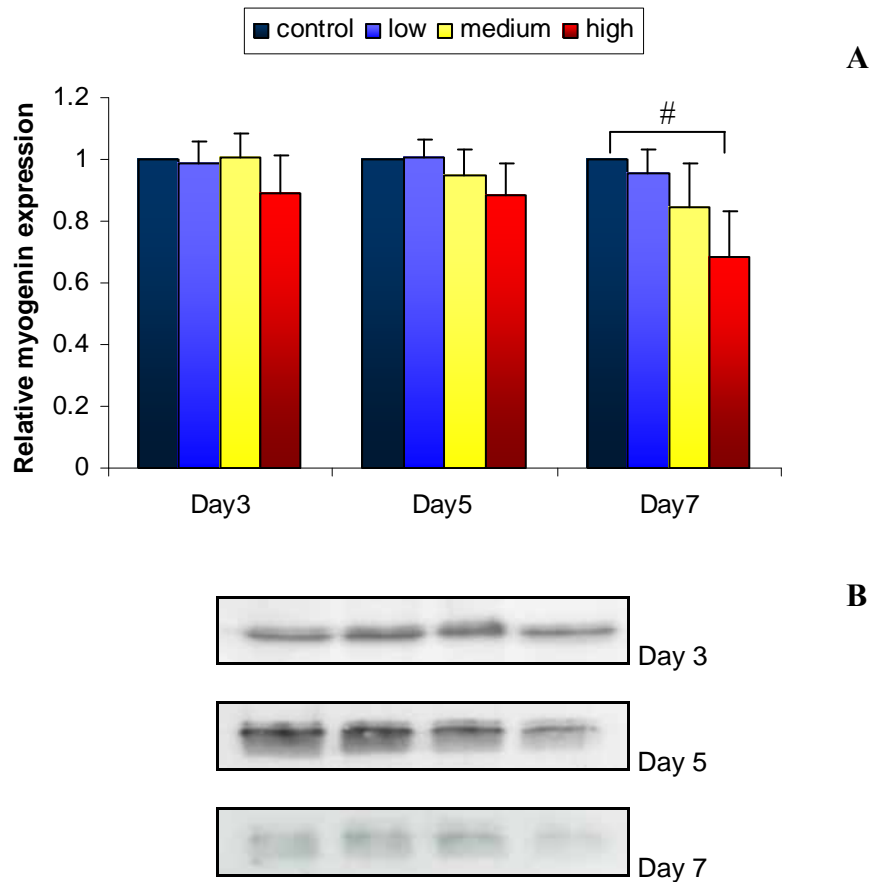 control low medium high
A
Relative myogenin expression
1.2
1
0.8
0.6
0.4
0.2
0
#
Day3 Day5 Day7
B
Day 3
Day 5
Day 7